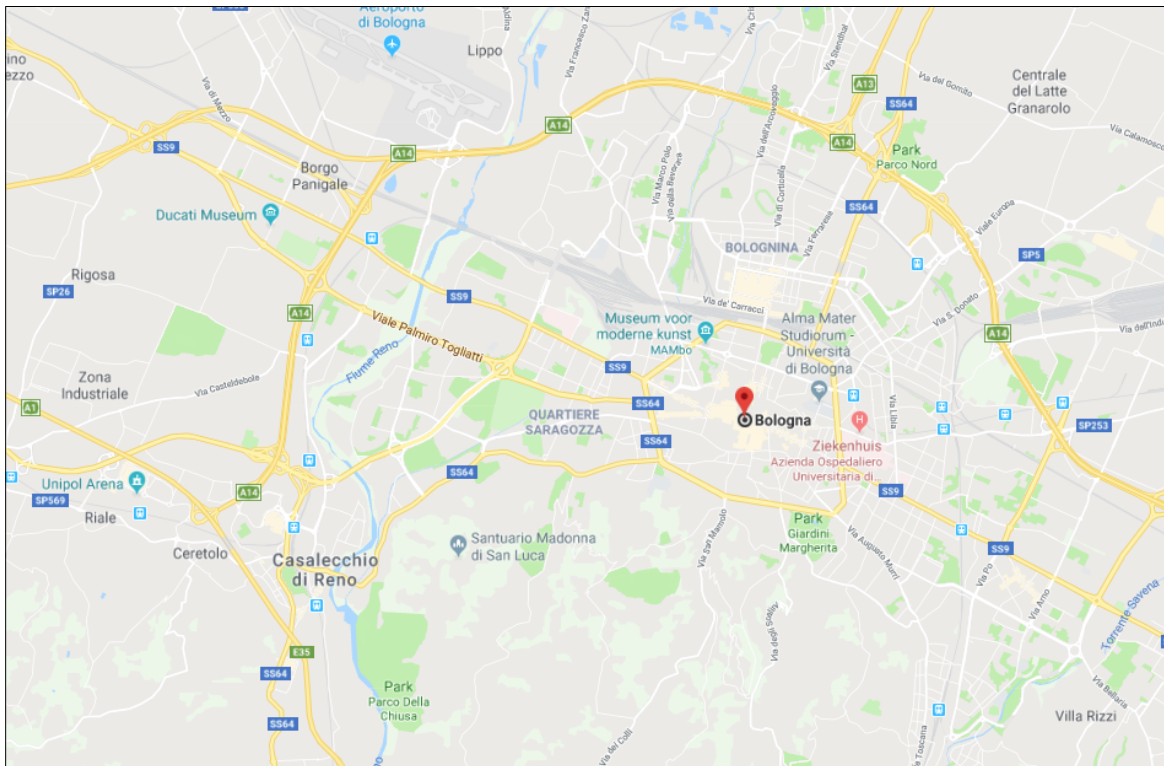 Aeroporto
di Bologna
Lippo
Via Francesco Zan
Via Stendhal
Via del Gomito
Centrale
del Latte
Granarolo
Via di Mezzo
A13
SS64
Via dell'Arcoveggio
A14
A14
A14
Park
Parco Nord
Via Calamosco
SS9
Borgo
Panigale
Via Marco Polo
Via della Beverara
Via di Corticella
Ducati Museum
SS64
Viale Europa
Via Ferrarese
BOLOGNINA
SP5
Rigosa
SP26
SS9
Via de' Carracci
Via S. Donato
A14
Viale Palmiro Togliatti
Museum voor
moderne kunst
MAMbo
Alma Mater
Studiorum -
Università
di Bologna
A14
Fiume Reno
Zona
Industriale
Via Casteldebole
SS9
A1
QUARTIERE
SARAGOZZA
SS64
Bologna
Via Libia
SP253
SS64
Ziekenhuis
Azienda Ospedaliero
Universitaria di...
SS64
Unipol Arena
A14
SS9
SP569
Riale
Park
Giardini
Margherita
Via San Mamolo
Via Augusto Murri
Ceretolo
Santuario Madonna
di San Luca
SS9
Casalecchio
di Reno
Via Po
Via Arno
Torrente Savena
Via degli Scalini
E35
SS64
Park
Parco Della
Chiusa
Via Bellaria
SS64
Villa Rizzi
Via dei Colli
Via Toscana